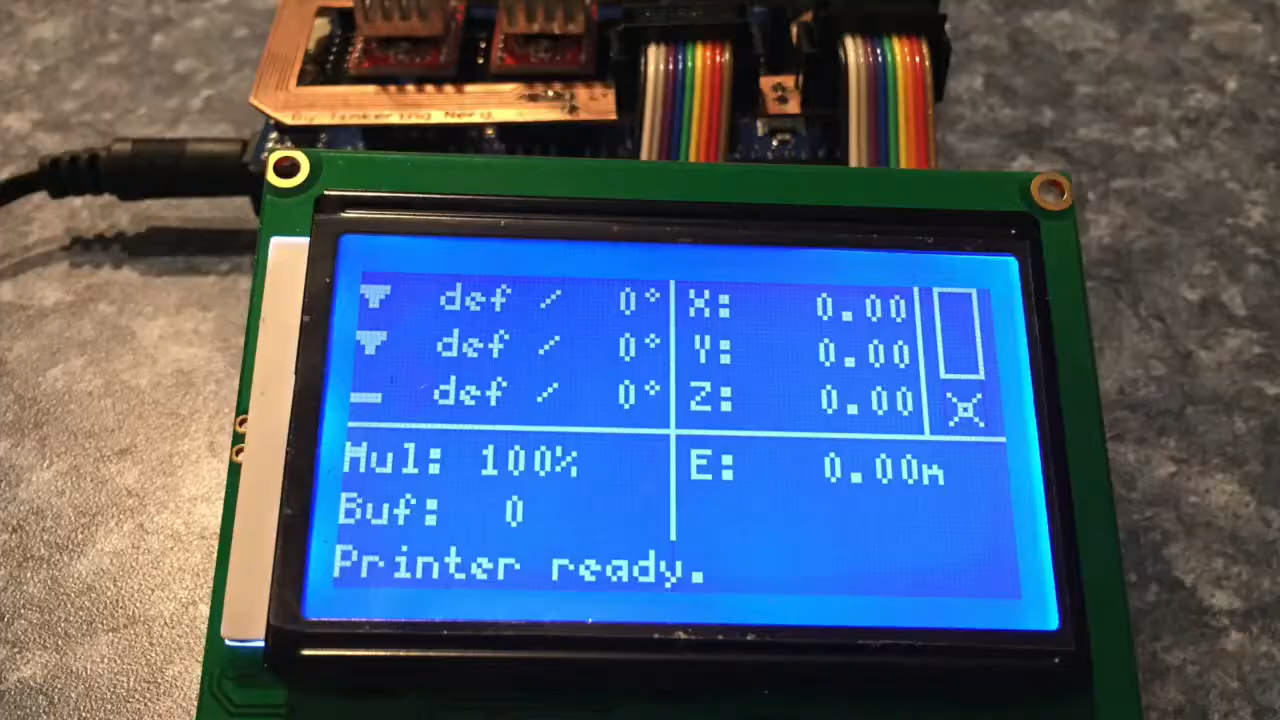 By Tinkering Nerd
def / 0° X: 0.00
def / 0° Y: 0.00
def / 0° Z: 0.00
Mul: 100% E: 0.00m
Buf: 0
Printer ready.